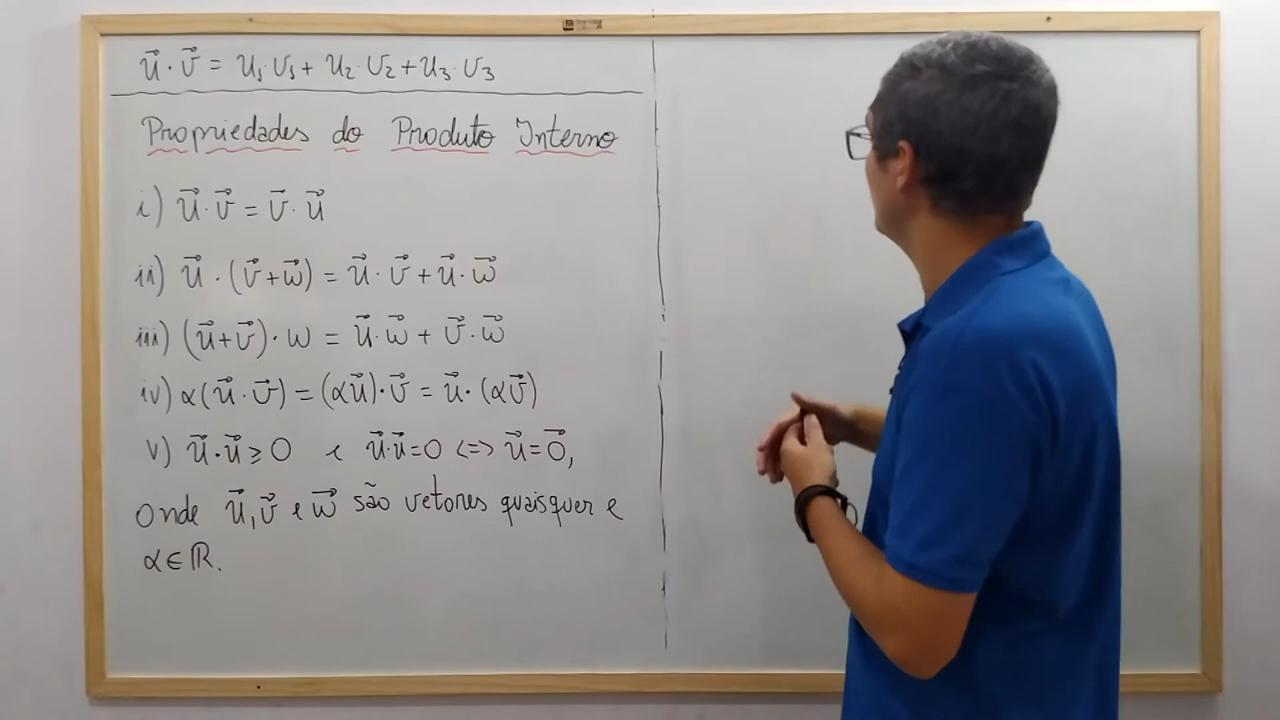 u⃗ · v⃗ = u₁·v₁ + u₂·v₂ + u₃·v₃
Propriedades do Produto Interno
i) u⃗·v⃗ = v⃗·u⃗
ii) u⃗ · (v⃗+w⃗) = u⃗·v⃗ + u⃗·w⃗
iii) (u⃗+v⃗)·w = u⃗·w⃗ + v⃗·w⃗
iv) α(u⃗·v⃗) = (αu⃗)·v⃗ = u⃗·(αv⃗)
v) u⃗·u⃗ ≥ 0 e u⃗·u⃗=0 <=> u⃗=0⃗,
Onde u⃗, v⃗ e w⃗ são vetores quaisquer e
α ∈ ℝ.